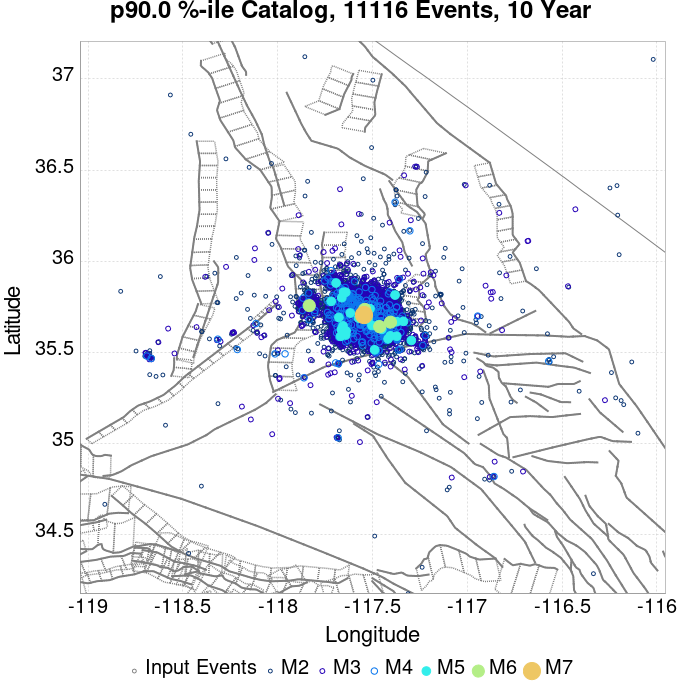 p90.0 %-ile Catalog, 11116 Events, 10 Year
37
36.5
36
35.5
35
34.5
Latitude
-119 -118.5 -118 -117.5 -117 -116.5 -116
Longitude
Input Events M2 M3 M4 M5 M6 M7